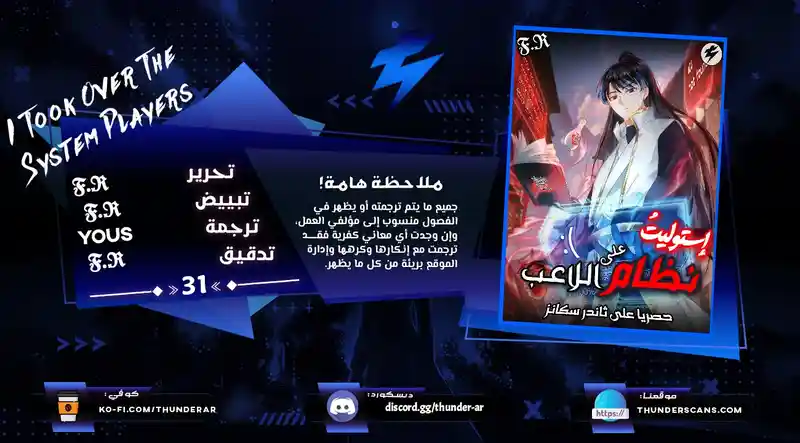 I TOOK OVER THE
SYSTEM PLAYERS
F.R تحرير
F.R تبييض
YOUS ترجمة
F.R تدقيق
«31»
ملاحظة هامة!
جميع ما يتم ترجمته أو يظهر في
الفصول منسوب إلى مؤلفي العمل،
وإن وجدت أي معاني كفرية فقد
ترجمت مع إنكارها وكرهها وإدارة
الموقع بريئة من كل ما يظهر.
F.R
إستوليتُ
على
نظام اللاعب
حصريا على ثاندر سكانز
كوفي:
KO-FI.COM/THUNDERAR
ديسكورد:
discord.gg/thunder-ar
موقعنا:
https://
THUNDERSCANS.COM